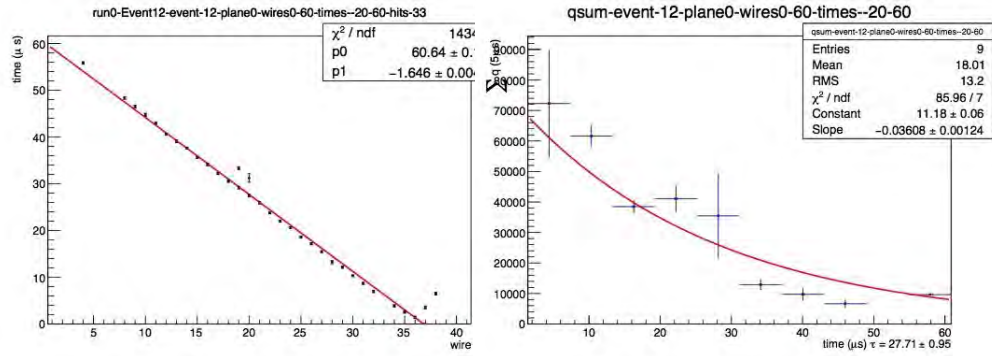 run0-Event12-event-12-plane0-wires0-60-times--20-60-hits-33
time (μ s)
χ² / ndf 1434
p0 60.64 ± 0.
p1 −1.646 ± 0.00
60
50
40
30
20
10
0
5 10 15 20 25 30 35 40
wire
qsum-event-12-plane0-wires0-60-times--20-60
Σq (5μs)
qsum-event-12-plane0-wires0-60-times--20-60
Entries 9
Mean 18.01
RMS 13.2
χ² / ndf 85.96 / 7
Constant 11.18 ± 0.06
Slope −0.03608 ± 0.00124
90000
80000
70000
60000
50000
40000
30000
20000
10000
0
10 20 30 40 50 60
time (μs) τ = 27.71 ± 0.95